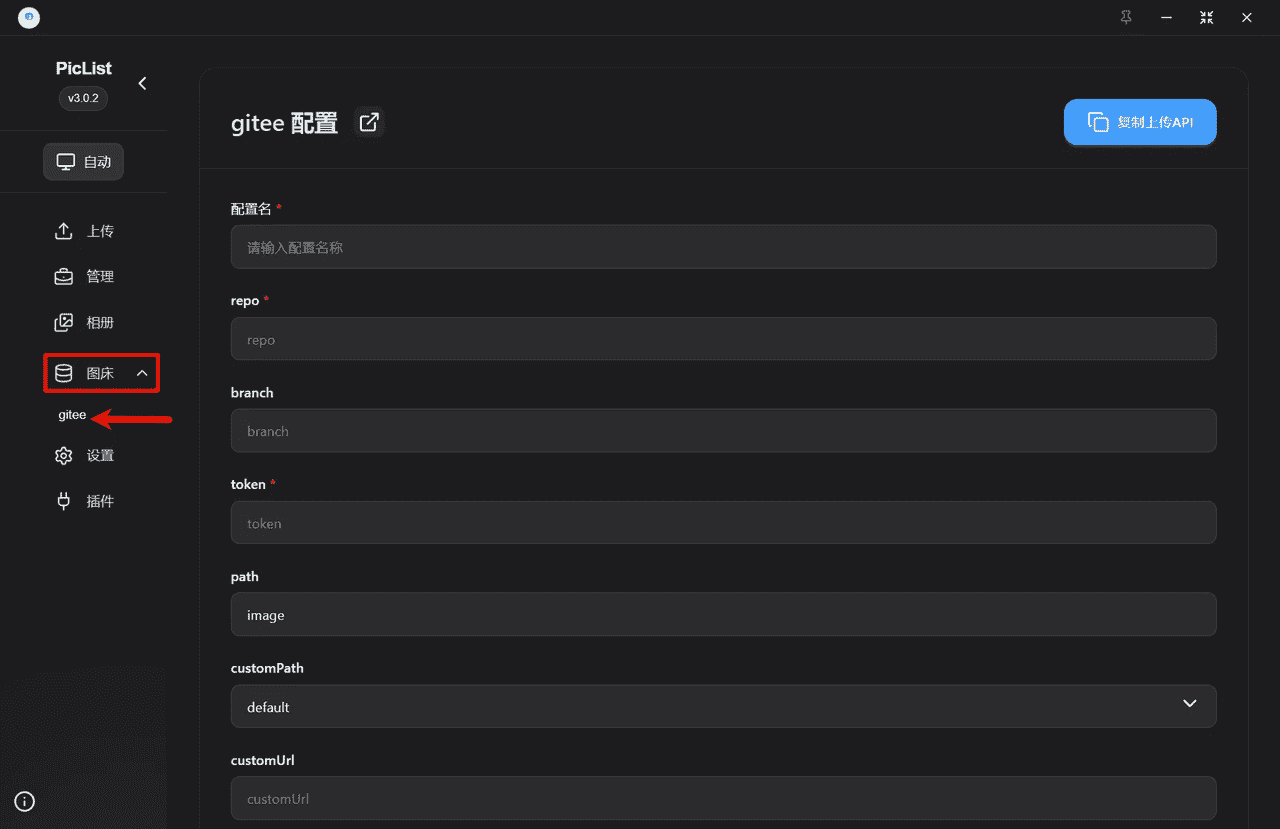 PicList
v3.0.2
自动
上传
管理
相册
图床
gitee
设置
插件
gitee 配置
复制上传API
配置名 *
请输入配置名称
repo *
repo
branch
branch
token *
token
path
image
customPath
default
customUrl
customUrl